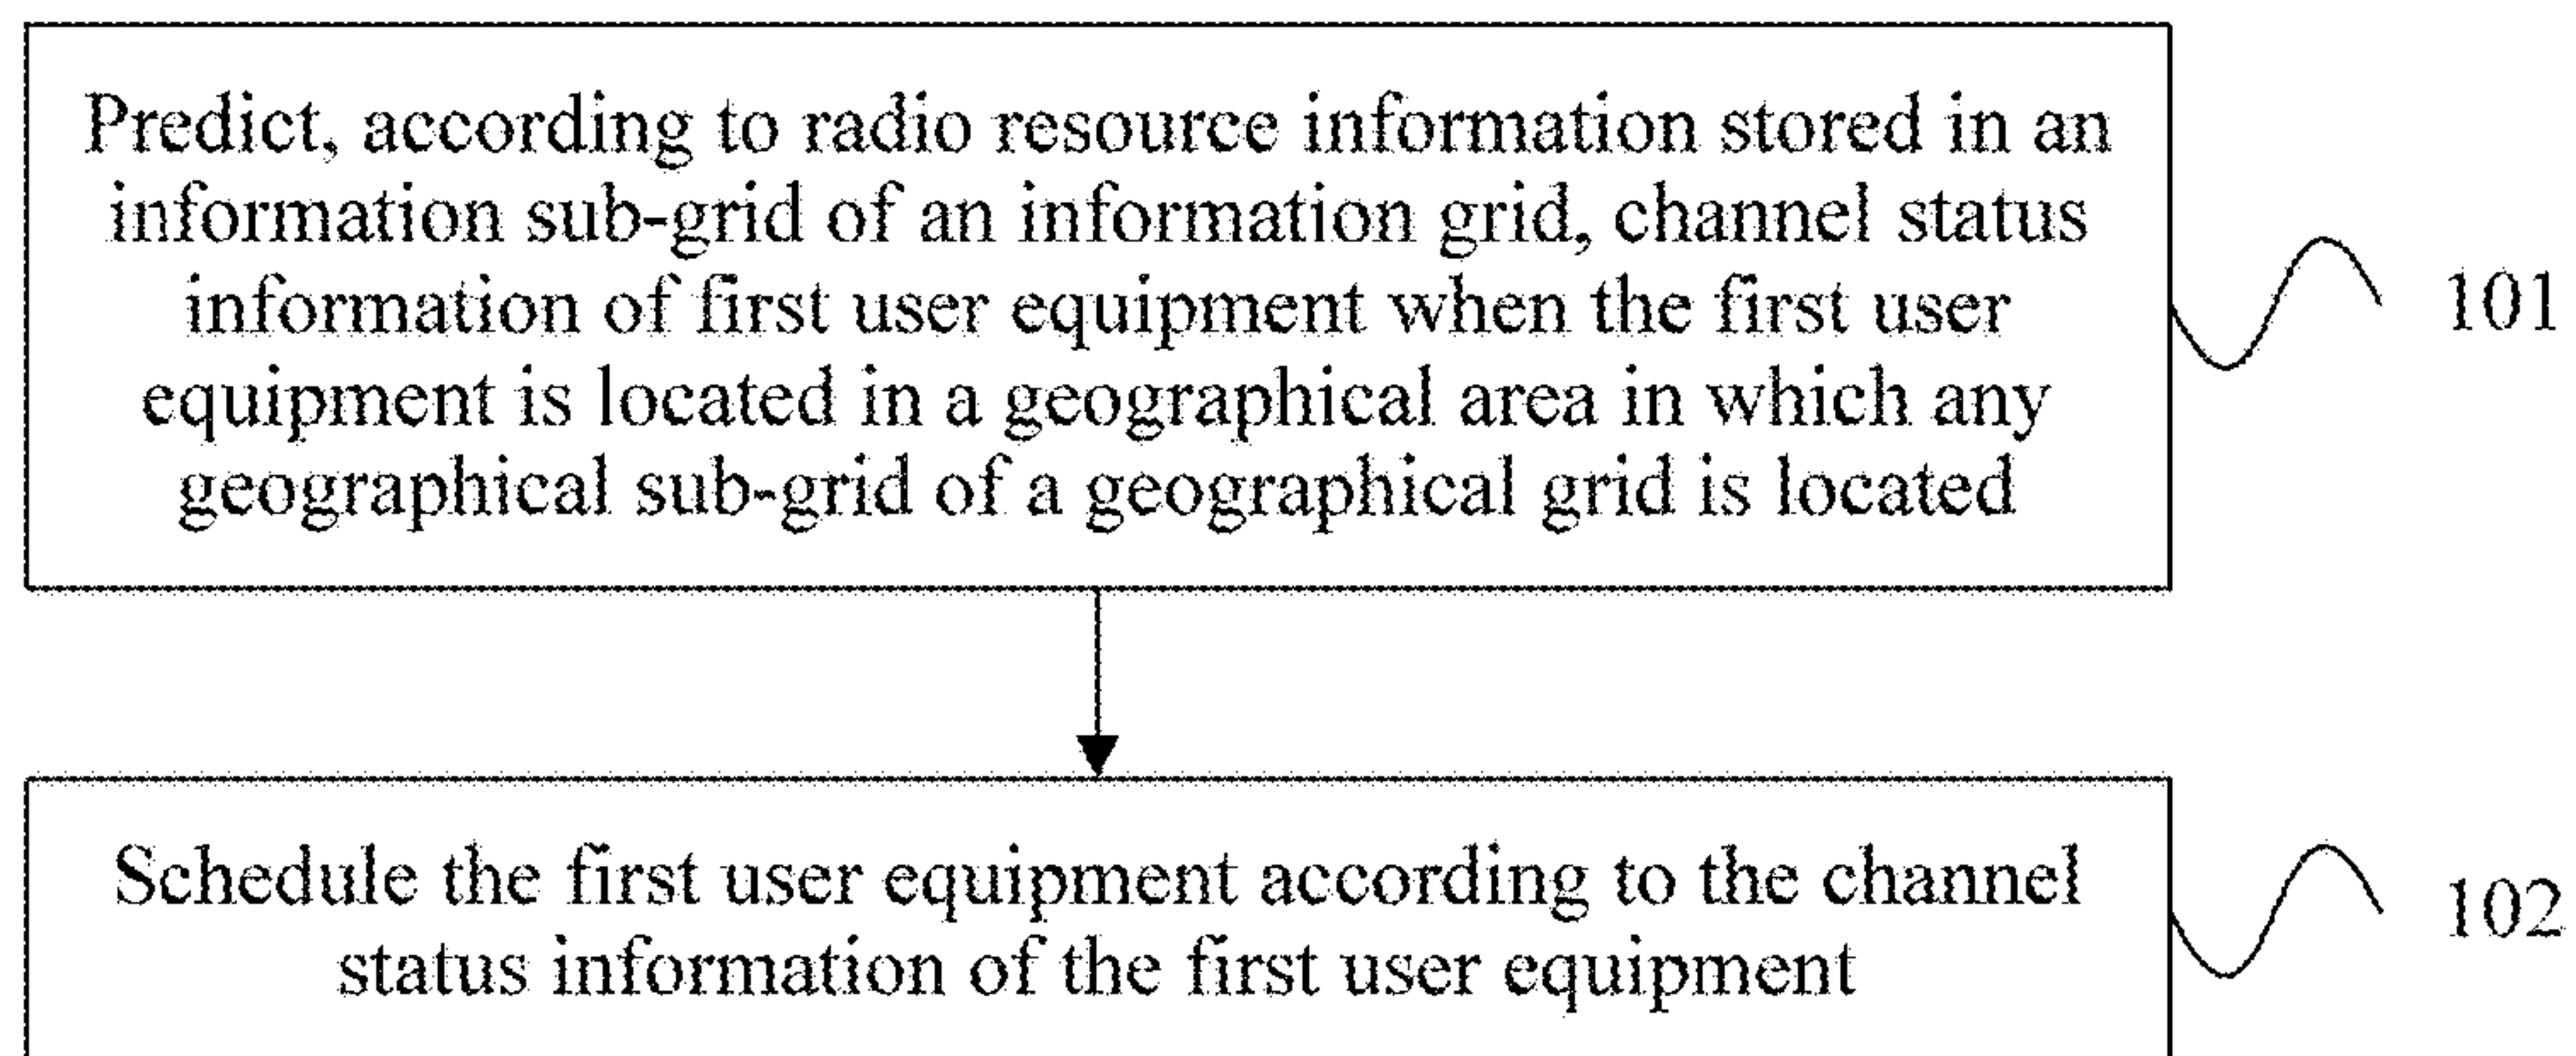 Predict, according to radio resource information stored in an
information sub-grid of an information grid, channel status
information of first user equipment when the first user
equipment is located in a geographical area in which any
geographical sub-grid of a geographical grid is located
101
Schedule the first user equipment according to the channel
status information of the first user equipment
102